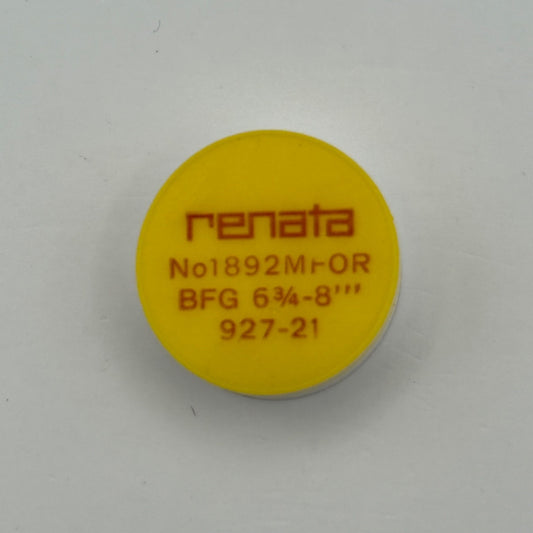 renata
No1892MFOR
BFG 6¾-8'''
927-21